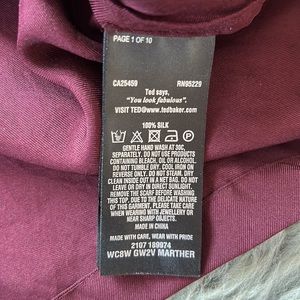 PAGE 1 OF 10
CA25459 RN95229
Ted says,
"You look fabulous"
VISIT TED@www.tedbaker.com
100% SILK
GENTLE HAND WASH AT 30C,
SEPARATELY. DO NOT USE PRODUCTS
CONTAINING BLEACH, OIL OR ALCOHOL.
DO NOT TUMBLE DRY. COOL IRON ON
REVERSE SIDE ONLY. DO NOT STEAM. DRY
CLEAN INSIDE OUT IN A NET BAG. DO NOT
LEAVE OR DRY IN DIRECT SUNLIGHT.
REMOVE THE SCARF BEFORE WASHING
THIS TOP. DUE TO THE DELICATE NATURE
OF THIS GARMENT, PLEASE TAKE CARE
WHEN WEARING WITH JEWELLERY OR
NEAR SHARP OBJECTS.
MADE IN CHINA
MADE WITH CARE, WEAR WITH PRIDE
2107 189974
WC8W GW2V MARTHER